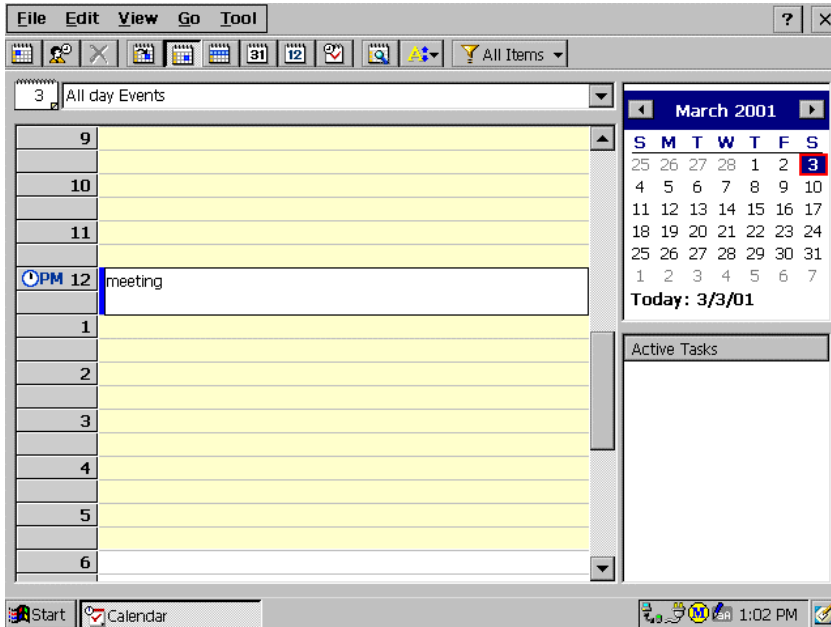 File Edit View Go Tool ?
31 12 All Items
3 All day Events
9
10
11
PM 12 meeting
1
2
3
4
5
6
March 2001
S M T W T F S
25 26 27 28 1 2 3
4 5 6 7 8 9 10
11 12 13 14 15 16 17
18 19 20 21 22 23 24
25 26 27 28 29 30 31
1 2 3 4 5 6 7
Today: 3/3/01
Active Tasks
Start Calendar M 1:02 PM